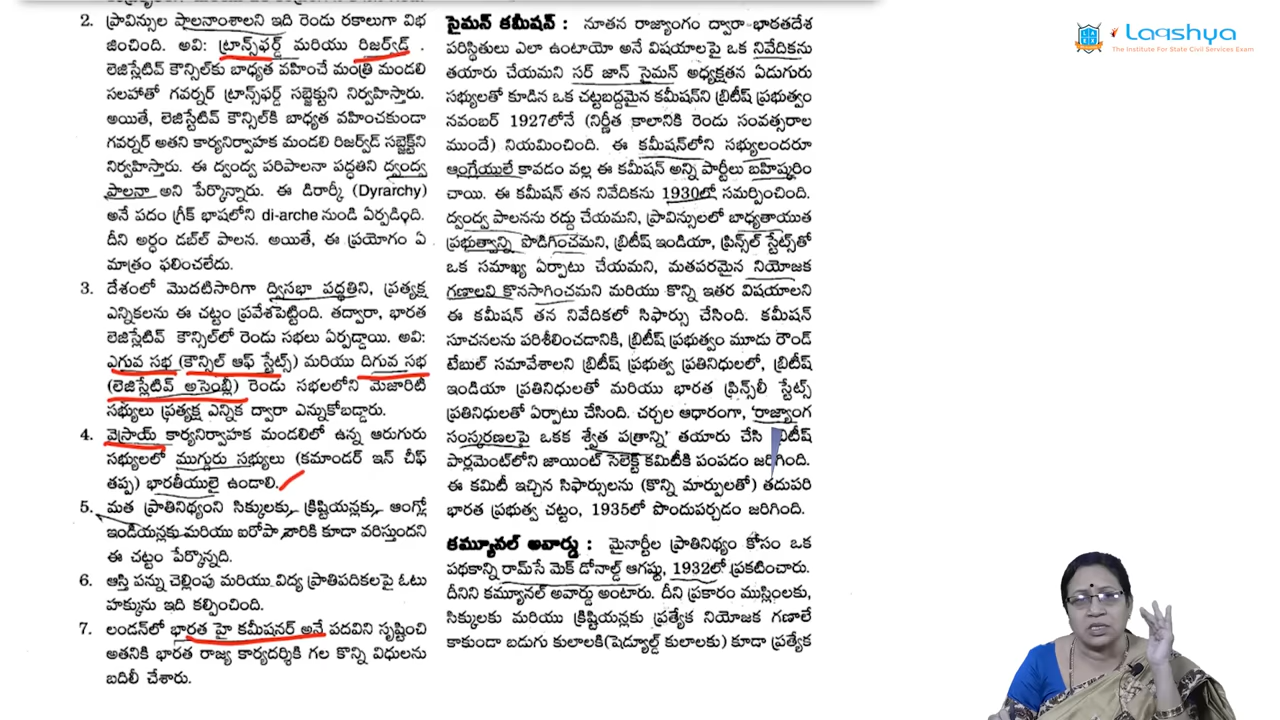 2. ప్రావిన్సుల పాలనాంశాలని ఇది రెండు రకాలుగా విభ
జించింది. అవి: ట్రాన్స్‌ఫర్డ్ మరియు రిజర్వ్‌డ్ .
లెజిస్లేటివ్ కౌన్సిల్‌కు బాధ్యత వహించే మంత్రి మండలి
సలహాతో గవర్నర్ ట్రాన్స్‌ఫర్డ్ సబ్జెక్టుని నిర్వహిస్తారు.
అయితే, లెజిస్లేటివ్ కౌన్సిల్‌కి బాధ్యత వహించకుండా
గవర్నర్ అతని కార్యనిర్వాహక మండలి రిజర్వ్‌డ్ సబ్జెక్ట్‌ని
నిర్వహిస్తారు. ఈ ద్వంద్వ పరిపాలనా పద్ధతిని ద్వంద్వ
పాలనా అని పేర్కొన్నారు. ఈ డిరార్కీ (Dyrarchy)
అనే పదం గ్రీక్ భాషలోని di-arche నుండి ఏర్పడింది.
దీని అర్థం డబ్‌ల్ పాలన. అయితే, ఈ ప్రయోగం ఏ
మాత్రం ఫలించలేదు.
3. దేశంలో మొదటిసారిగా ద్విసభా పద్ధతిని, ప్రత్యక్ష
ఎన్నికలను ఈ చట్టం ప్రవేశపెట్టింది. తద్వారా, భారత
లెజిస్లేటివ్ కౌన్సిల్‌లో రెండు సభలు ఏర్పడ్డాయి. అవి:
ఎగువ సభ (కౌన్సిల్ ఆఫ్ స్టేట్స్) మరియు దిగువ సభ
(లెజిస్లేటివ్ అసెంబ్లీ) రెండు సభలలోని మెజారిటీ
సభ్యులు ప్రత్యక్ష ఎన్నిక ద్వారా ఎన్నుకోబడ్డారు.
4. వైస్రాయ్ కార్యనిర్వాహక మండలిలో ఉన్న ఆరుగురు
సభ్యులలో ముగ్గురు సభ్యులు (కమాండర్ ఇన్ చీఫ్
తప్ప) భారతీయులై ఉండాలి.
5. మత ప్రాతినిథ్యంని సిక్కులకు, క్రిష్టియన్లకు, ఆంగ్లో
ఇండియన్లకు మరియు ఐరోపా వారికి కూడా వరిస్తుందని
ఈ చట్టం పేర్కొన్నది.
6. ఆస్తి పన్ను చెల్లింపు మరియు విద్య ప్రాతిపదికలపై ఓటు
హక్కును ఇది కల్పించింది.
7. లండన్‌లో భారత హై కమీషనర్ అనే పదవిని సృష్టించి
అతనికి భారత రాజ్య కార్యదర్శికి గల కొన్ని విధులను
బదిలీ చేశారు.
సైమన్ కమీషన్ : నూతన రాజ్యాంగం ద్వారా భారతదేశ
పరిస్థితులు ఎలా ఉంటాయో అనే విషయాలపై ఒక నివేదికను
తయారు చేయమని సర్ జాన్ సైమన్ అధ్యక్షతన ఏడుగురు
సభ్యులతో కూడిన ఒక చట్టబద్దమైన కమీషన్‌ని బ్రిటీష్ ప్రభుత్వం
నవంబర్ 1927లోనే (నిర్ణీత కాలానికి రెండు సంవత్సరాల
ముందే) నియమించింది. ఈ కమీషన్‌లోని సభ్యులందరూ
ఆంగ్లేయులే కావడం వల్ల ఈ కమీషన్ అన్ని పార్టీలు బహిష్కరిం
చాయి. ఈ కమీషన్ తన నివేదికను 1930లో సమర్పించింది.
ద్వంద్వ పాలనను రద్దు చేయమని, ప్రావిన్సులలో బాధ్యతాయుత
ప్రభుత్వాన్ని పొడిగించమని, బ్రిటీష్ ఇండియా, ప్రిన్స్‌ల్ స్టేట్స్‌తో
ఒక సమాఖ్య ఏర్పాటు చేయమని, మతపరమైన నియోజక
గణాలని కొనసాగించమని మరియు కొన్ని ఇతర విషయాలని
ఈ కమీషన్ తన నివేదికలో సిఫార్సు చేసింది. కమీషన్
సూచనలను పరిశీలించడానికి, బ్రిటీష్ ప్రభుత్వం మూడు రౌండ్
టేబుల్ సమావేశాలని బ్రిటీష్ ప్రభుత్వ ప్రతినిధులలో, బ్రిటీష్
ఇండియా ప్రతినిధులతో మరియు భారత ప్రిన్స్‌లీ స్టేట్స్
ప్రతినిధులతో ఏర్పాటు చేసింది. చర్చల ఆధారంగా, 'రాజ్యాంగ
సంస్కరణలపై ఒకక శ్వేత పత్రాన్ని' తయారు చేసి
పార్లమెంట్‌లోని జాయింట్ సెలెక్ట్ కమిటీకి పంపడం జరిగింది.
ఈ కమిటీ ఇచ్చిన సిఫార్సులను (కొన్ని మార్పులతో) తదుపరి
భారత ప్రభుత్వ చట్టం, 1935లో పొందుపర్చడం జరిగింది.
కమ్యూనల్ అవార్డు : మైనార్టీల ప్రాతినిథ్యం కోసం ఒక
పథకాన్ని రామ్‌సే మెక్ డోనాల్డ్ ఆగష్టు, 1932లో ప్రకటించారు.
దీనిని కమ్యూనల్ అవార్డు అంటారు. దీని ప్రకారం ముస్లింలకు,
సిక్కులకు మరియు క్రిష్టియన్లకు ప్రత్యేక నియోజక గణాలే
కాకుండా బడుగు కులాలకి(షెడ్యూల్డ్ కులాలకు) కూడా ప్రత్యేక
Laqshya
The Institute For State Civil Services Exam